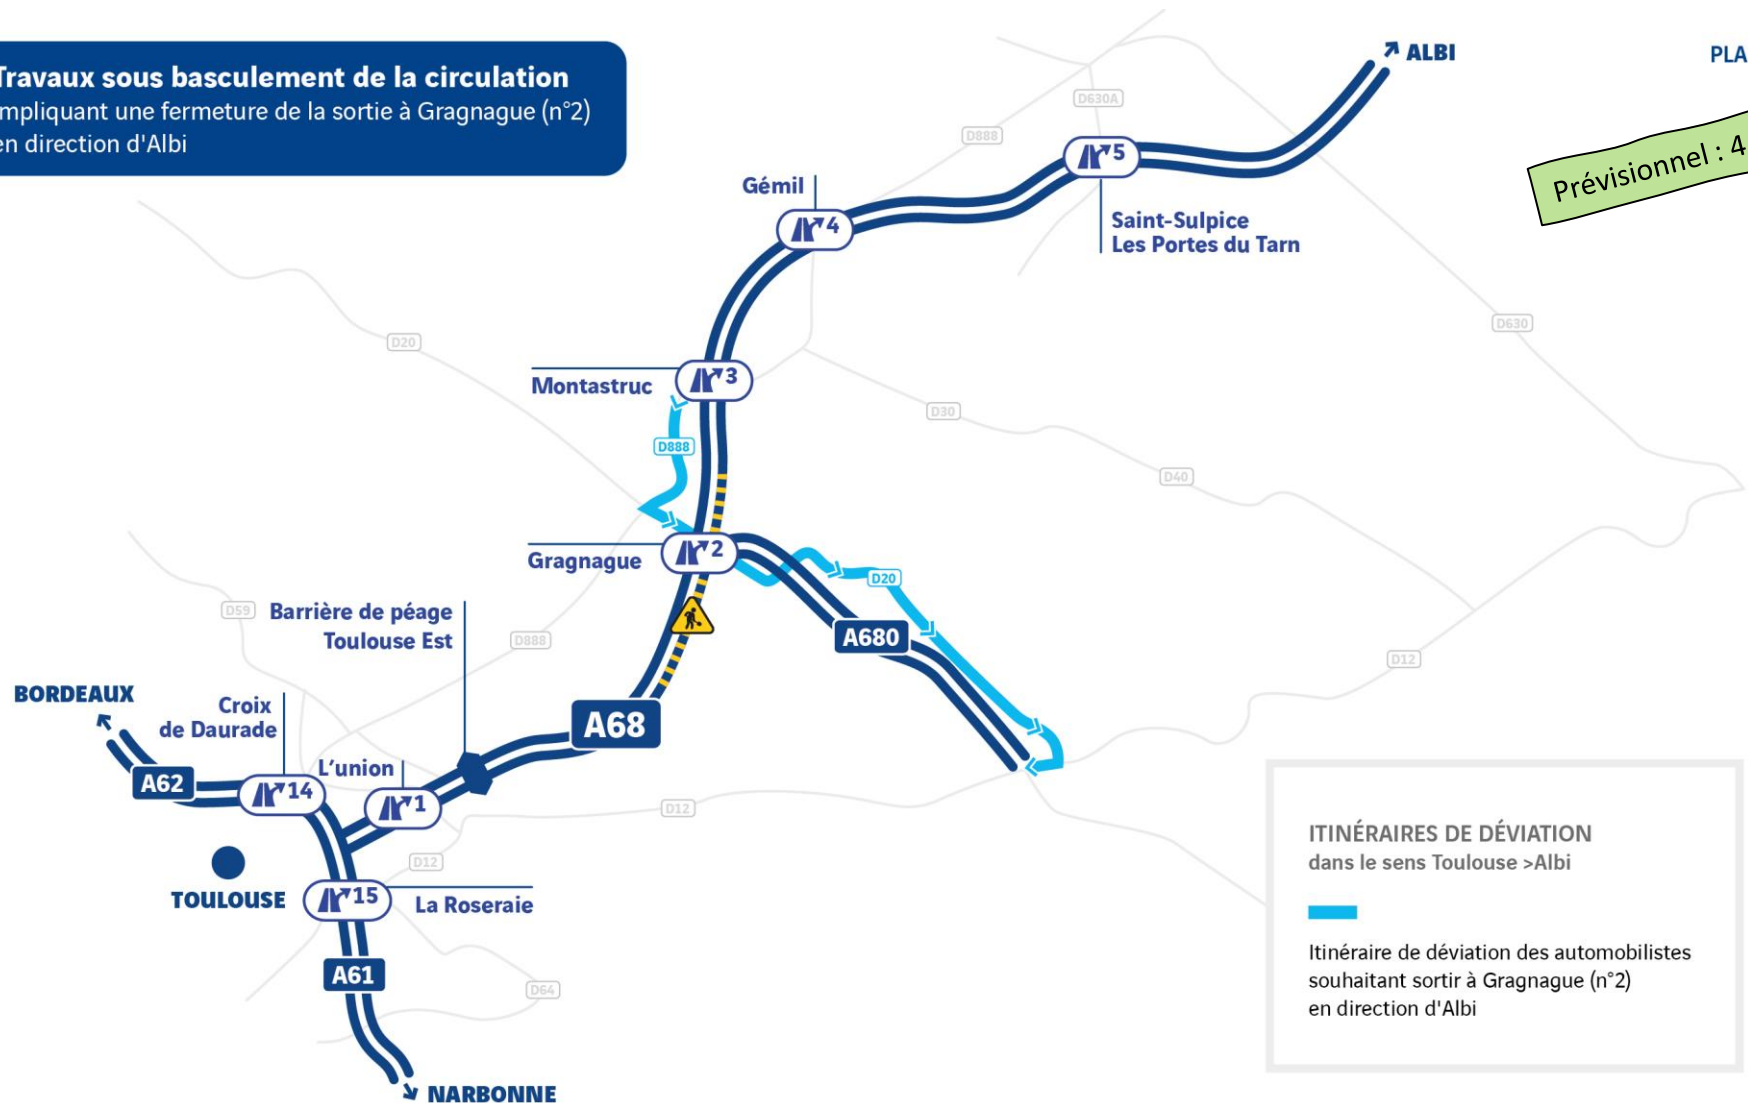 Travaux sous basculement de la circulation
impliquant une fermeture de la sortie à Gragnague (n°2)
en direction d'Albi
ALBI
PLA
Prévisionnel : 4
D630A
D888
5
Gémil
4
Saint-Sulpice
Les Portes du Tarn
D20
D630
3
Montastruc
D30
D888
D40
2
Gragnague
D20
D59
Barrière de péage
Toulouse Est
D888
A680
D12
BORDEAUX
Croix
de Daurade
A68
L'union
A62
14
1
D12
D12
TOULOUSE
15
La Roseraie
A61
D64
NARBONNE
ITINÉRAIRES DE DÉVIATION
dans le sens Toulouse >Albi
Itinéraire de déviation des automobilistes
souhaitant sortir à Gragnague (n°2)
en direction d'Albi